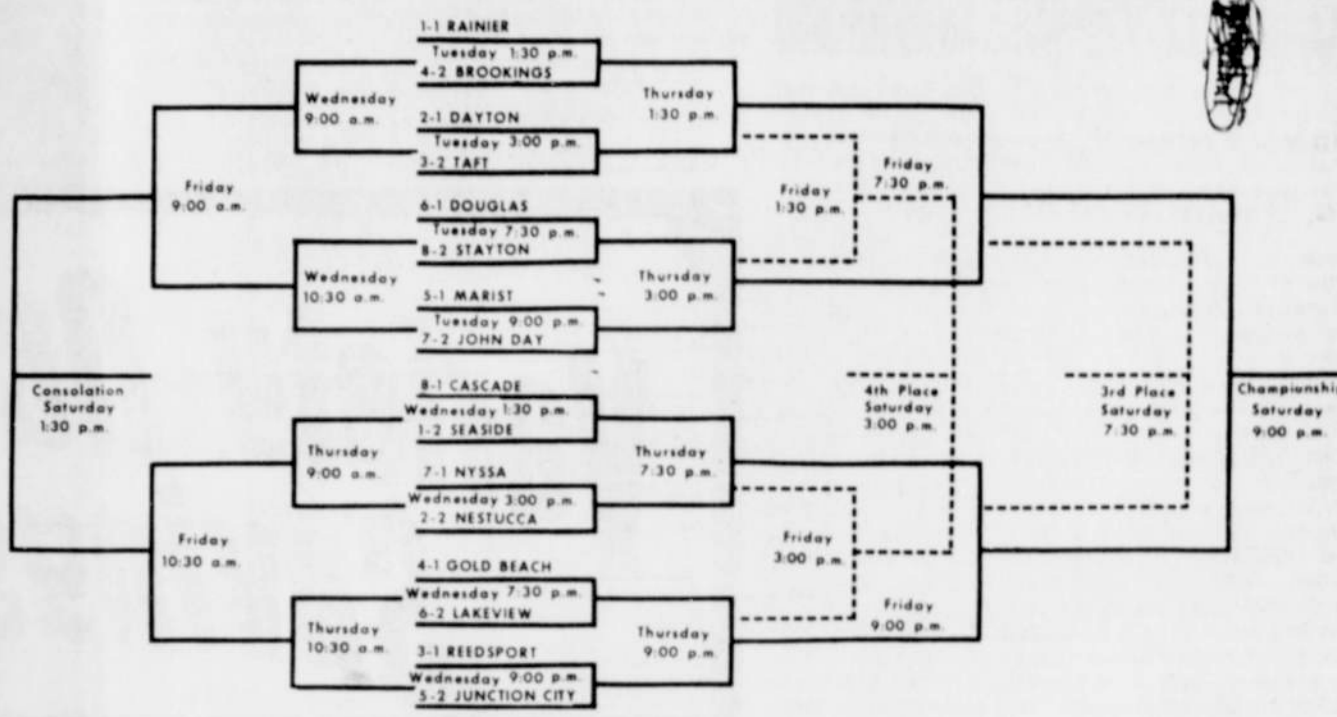 1-1 RAINIER
Tuesday 1:30 p.m.
4-2 BROOKINGS
Wednesday
9:00 a.m.
Thursday
1:30 p.m.
2-1 DAYTON
Tuesday 3:00 p.m.
3-2 TAFT
Friday
9:00 a.m.
Friday
1:30 p.m.
Friday
7:30 p.m.
6-1 DOUGLAS
Tuesday 7:30 p.m.
8-2 STAYTON
Wednesday
10:30 a.m.
Thursday
3:00 p.m.
5-1 MARIST
Tuesday 9:00 p.m.
7-2 JOHN DAY
Consolation
Saturday
1:30 p.m.
8-1 CASCADE
Wednesday 1:30 p.m.
1-2 SEASIDE
4th Place
Saturday
3:00 p.m.
3rd Place
Saturday
7:30 p.m.
Championship
Saturday
9:00 p.m.
Thursday
9:00 a.m.
Thursday
7:30 p.m.
7-1 NYSSA
Wednesday 3:00 p.m.
2-2 NESTUCCA
Friday
10:30 a.m.
Friday
3:00 p.m.
4-1 GOLD BEACH
Wednesday 7:30 p.m.
6-2 LAKEVIEW
Friday
9:00 p.m.
Thursday
10:30 a.m.
Thursday
9:00 p.m.
3-1 REEDSPORT
Wednesday 9:00 p.m.
5-2 JUNCTION CITY